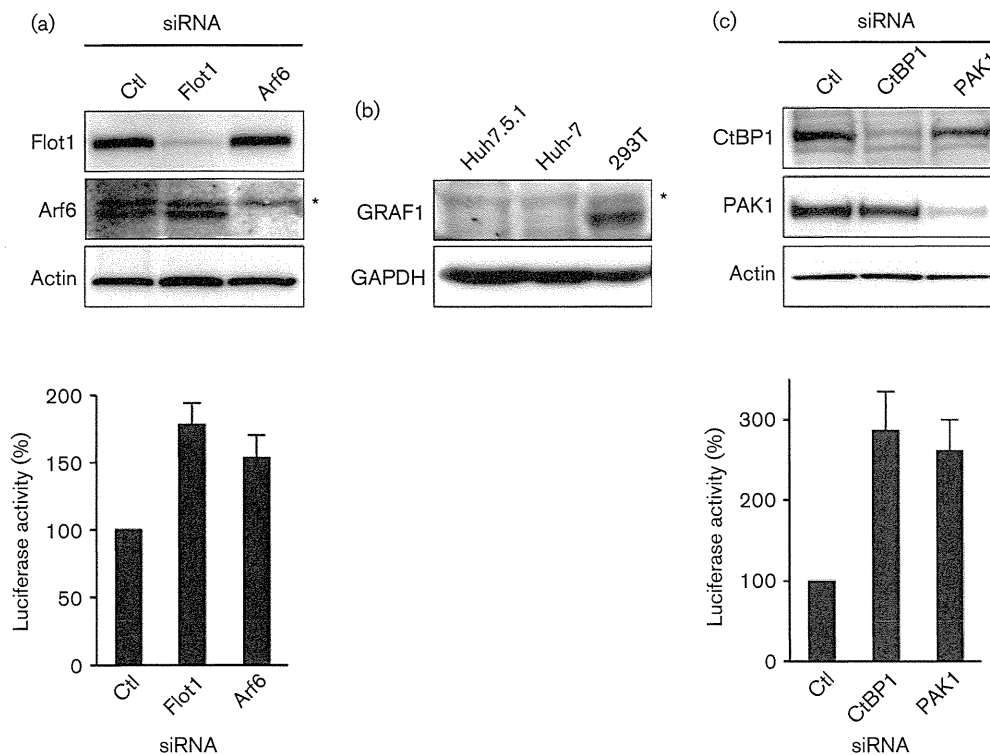 (a)
siRNA
Ctl Flot1 Arf6
Flot1
Arf6 *
Actin
200
150
100
50
0
Luciferase activity (%)
Ctl Flot1 Arf6
siRNA
(b)
Huh7.5.1 Huh-7 293T
GRAF1 *
GAPDH
(c)
siRNA
Ctl CtBP1 PAK1
CtBP1
PAK1
Actin
300
200
100
0
Luciferase activity (%)
Ctl CtBP1 PAK1
siRNA